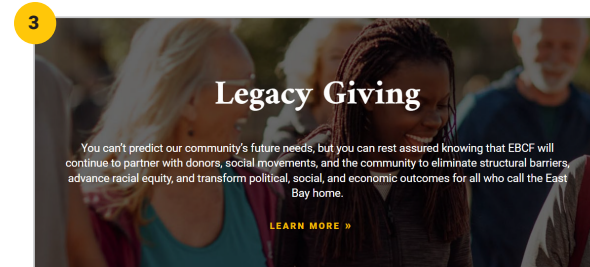 3
Legacy Giving
You can't predict our community's future needs, but you can rest assured knowing that EBCF will
continue to partner with donors, social movements, and the community to eliminate structural barriers,
advance racial equity, and transform political, social, and economic outcomes for all who call the East
Bay home.
LEARN MORE »